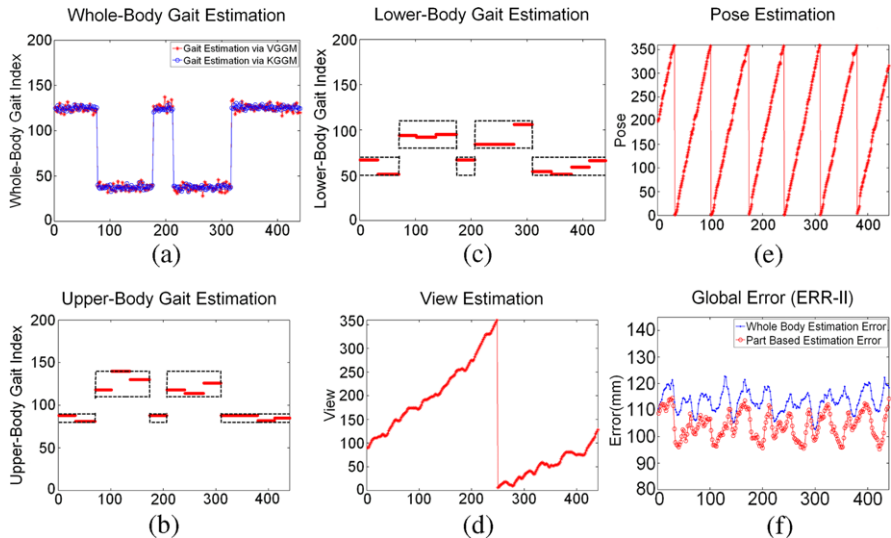 Whole-Body Gait Estimation
Whole-Body Gait Index
200
150
100
50
0
0 100 200 300 400
Gait Estimation via VGGM
Gait Estimation via KGGM
(a)
Lower-Body Gait Estimation
Lower-Body Gait Index
200
150
100
50
0
0 100 200 300 400
(c)
Pose Estimation
Pose
350
300
250
200
150
100
50
0
0 100 200 300 400
(e)
Upper-Body Gait Estimation
Upper-Body Gait Index
200
150
100
50
0
0 100 200 300 400
(b)
View Estimation
View
350
300
250
200
150
100
50
0
0 100 200 300 400
(d)
Global Error (ERR-II)
Error(mm)
140
130
120
110
100
90
80
0 100 200 300 400
Whole Body Estimation Error
Part Based Estimation Error
(f)